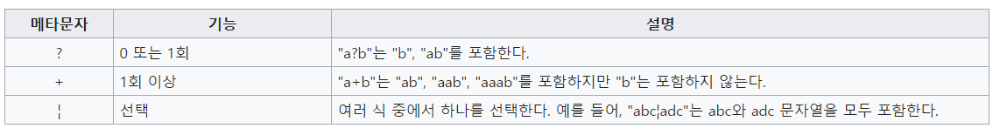 메타문자 기능 설명
? 0 또는 1회 "a?b"는 "b", "ab"를 포함한다.
+ 1회 이상 "a+b"는 "ab", "aab", "aaab"를 포함하지만 "b"는 포함하지 않는다.
¦ 선택 여러 식 중에서 하나를 선택한다. 예를 들어, "abc¦adc"는 abc와 adc 문자열을 모두 포함한다.